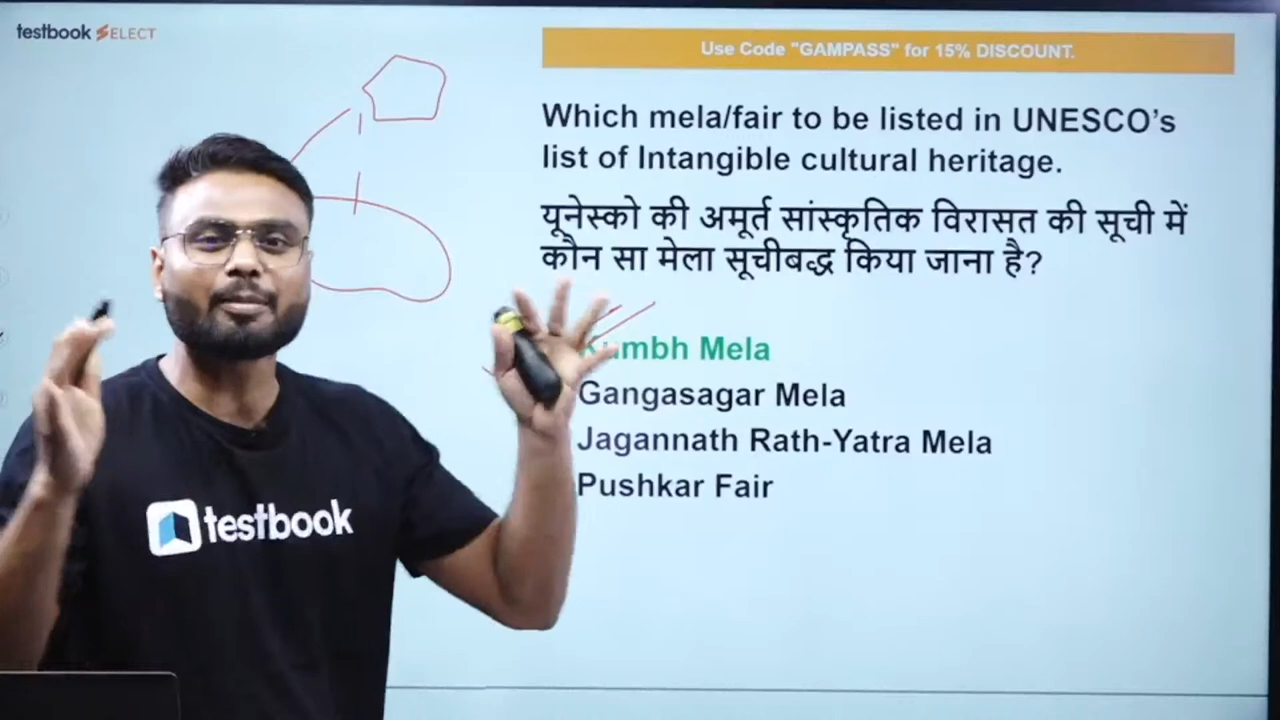 testbook SELECT
Use Code "GAMPASS" for 15% DISCOUNT.
Which mela/fair to be listed in UNESCO's
list of Intangible cultural heritage.
यूनेस्को की अमूर्त सांस्कृतिक विरासत की सूची में
कौन सा मेला सूचीबद्ध किया जाना है?
Kumbh Mela
Gangasagar Mela
Jagannath Rath-Yatra Mela
Pushkar Fair
testbook